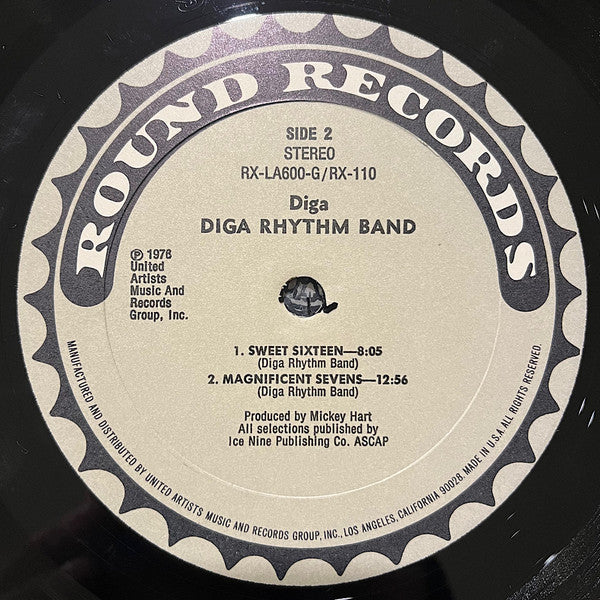 ROUND RECORDS
SIDE 2
STEREO
RX-LA600-G/RX-110
Diga
DIGA RHYTHM BAND
℗ 1976
United
Artists
Music And
Records
Group, Inc.
1. SWEET SIXTEEN—8:05
(Diga Rhythm Band)
2. MAGNIFICENT SEVENS—12:56
(Diga Rhythm Band)
Produced by Mickey Hart
All selections published by
Ice Nine Publishing Co. ASCAP
MANUFACTURED AND DISTRIBUTED BY UNITED ARTISTS MUSIC AND RECORDS GROUP, INC., LOS ANGELES, CALIFORNIA 90028. MADE IN U.S.A. ALL RIGHTS RESERVED.